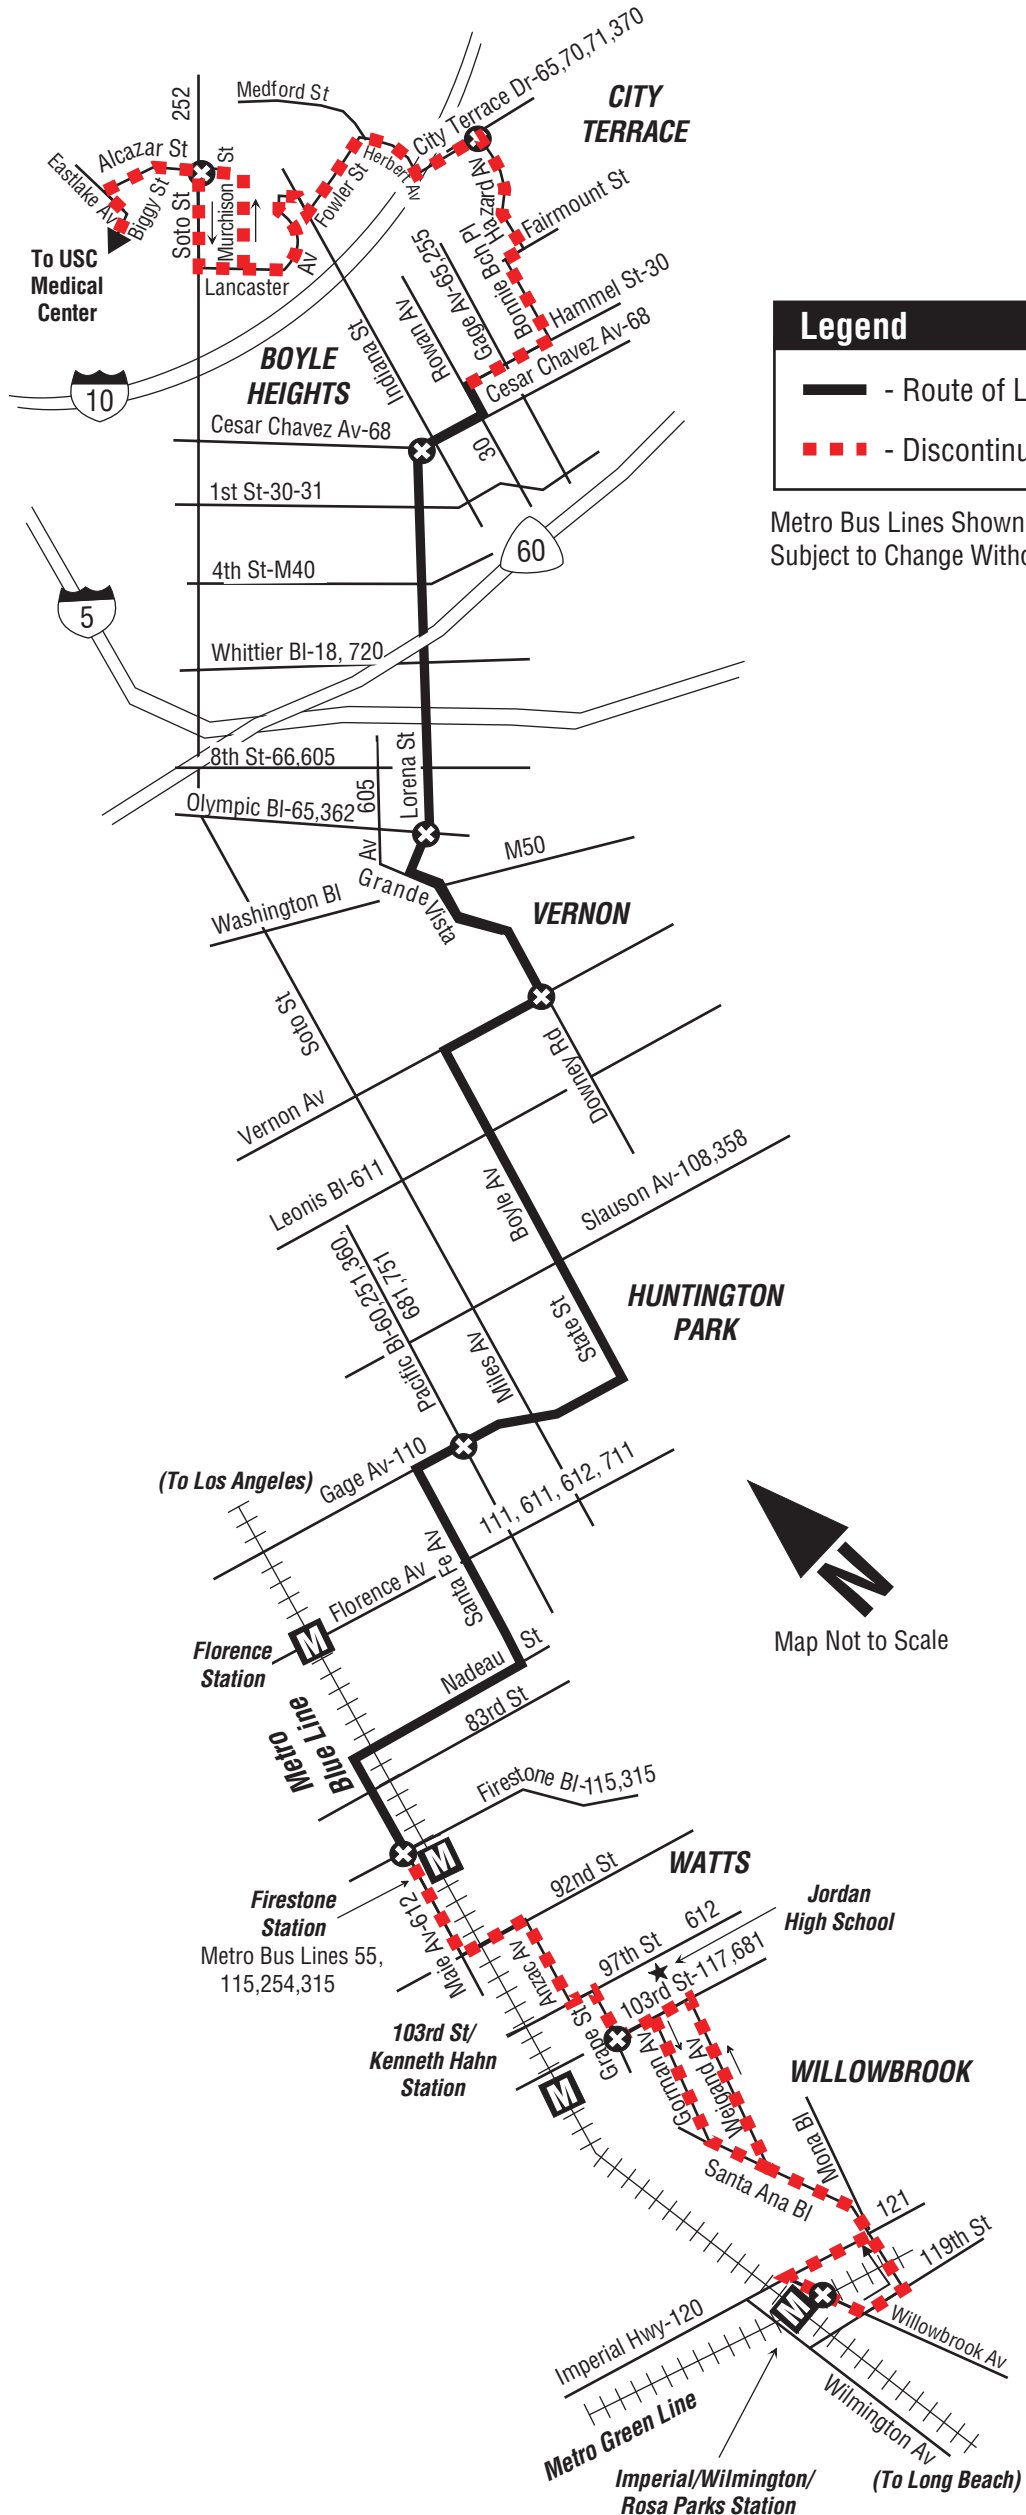 252
Medford St
City Terrace Dr-65,70,71,370
CITY
TERRACE
Alcazar St
Eastlake Av
Biggy St
Soto St
St
Murchison
Lancaster
Av
Fowler St
Herbert Av
Hazard Av
Fairmount St
Bonnie Bch Pl
To USC
Medical
Center
Gage Av-65,255
Rowan Av
Indiana St
Hammel St-30
Cesar Chavez Av-68
10
BOYLE
HEIGHTS
Legend
- Route of L
- Discontinu
Metro Bus Lines Shown
Subject to Change Witho
Cesar Chavez Av-68
30
1st St-30-31
60
4th St-M40
5
Whittier Bl-18, 720
8th St-66,605
Lorena St
605
Av
Olympic Bl-65,362
M50
Grande Vista
Washington Bl
VERNON
Soto St
Downey Rd
Vernon Av
Leonis Bl-611
Boyle Av
Slauson Av-108,358
Pacific Bl-60,251,360,
681,751
Miles Av
State St
HUNTINGTON
PARK
Gage Av-110
(To Los Angeles)
111, 611, 612, 711
Florence Av
Santa Fe Av
N
Map Not to Scale
M
Florence
Station
Nadeau St
83rd St
Metro
Blue Line
Firestone Bl-115,315
M
Firestone
Station
Metro Bus Lines 55,
115,254,315
Maie Av-612
92nd St
WATTS
Anzac Av
97th St
612
Jordan
High School
103rd St-117,681
Grape St
103rd St/
Kenneth Hahn
Station
M
Gorman Av
Weigand Av
WILLOWBROOK
Mona Bl
Santa Ana Bl
121
119th St
M
Imperial Hwy-120
Willowbrook Av
Wilmington Av
Metro Green Line
(To Long Beach)
Imperial/Wilmington/
Rosa Parks Station